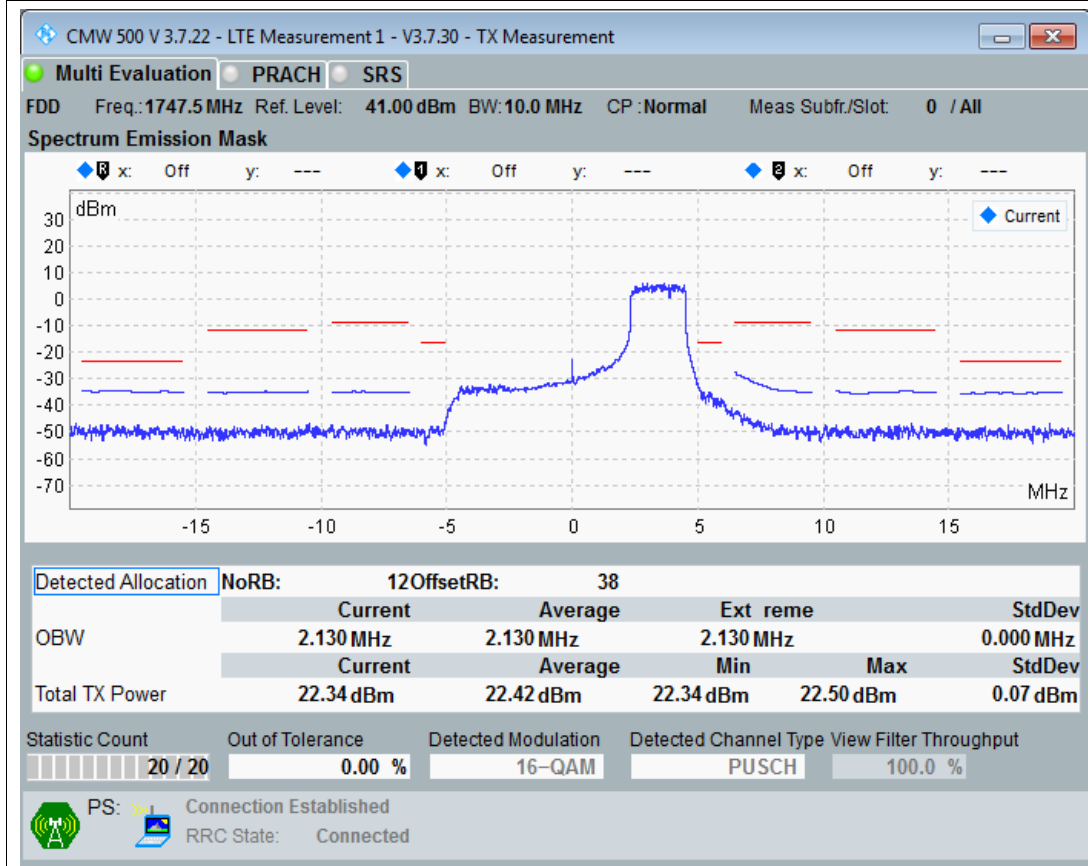 CMW 500 V 3.7.22 - LTE Measurement 1 - V3.7.30 - TX Measurement
Multi Evaluation PRACH SRS
FDD Freq.: 1747.5 MHz Ref. Level: 41.00 dBm BW: 10.0 MHz CP : Normal Meas Subfr./Slot: 0 / All
Spectrum Emission Mask
R x: Off y: --- 1 x: Off y: --- 2 x: Off y: ---
dBm
Current
30
20
10
0
-10
-20
-30
-40
-50
-60
-70
MHz
-15 -10 -5 0 5 10 15
Detected Allocation NoRB: 12 OffsetRB: 38
Current Average Ext reme StdDev
OBW 2.130 MHz 2.130 MHz 2.130 MHz 0.000 MHz
Current Average Min Max StdDev
Total TX Power 22.34 dBm 22.42 dBm 22.34 dBm 22.50 dBm 0.07 dBm
Statistic Count Out of Tolerance Detected Modulation Detected Channel Type View Filter Throughput
20 / 20 0.00 % 16-QAM PUSCH 100.0 %
PS: Connection Established
RRC State: Connected